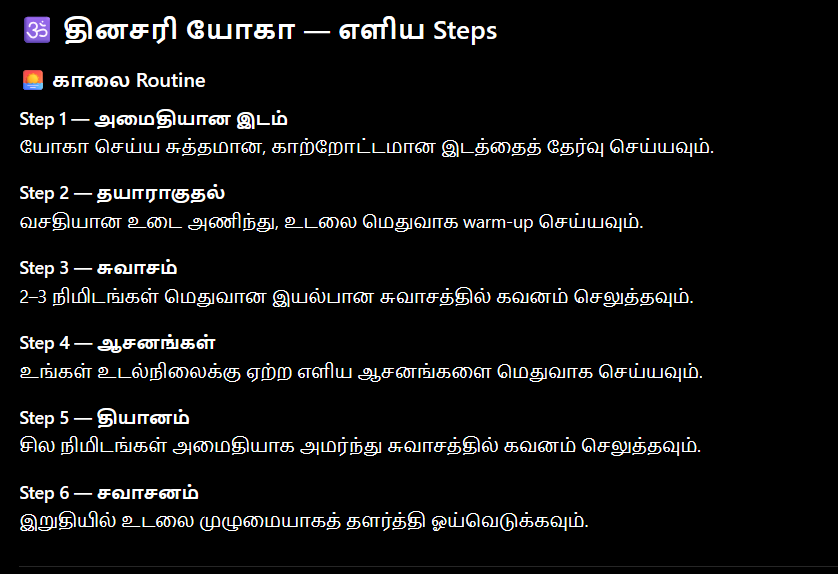 🕉️ தினசரி யோகா — எளிய Steps
🌅 காலை Routine
Step 1 — அமைதியான இடம்
யோகா செய்ய சுத்தமான, காற்றோட்டமான இடத்தைத் தேர்வு செய்யவும்.
Step 2 — தயாராகுதல்
வசதியான உடை அணிந்து, உடலை மெதுவாக warm-up செய்யவும்.
Step 3 — சுவாசம்
2–3 நிமிடங்கள் மெதுவான இயல்பான சுவாசத்தில் கவனம் செலுத்தவும்.
Step 4 — ஆசனங்கள்
உங்கள் உடல்நிலைக்கு ஏற்ற எளிய ஆசனங்களை மெதுவாக செய்யவும்.
Step 5 — தியானம்
சில நிமிடங்கள் அமைதியாக அமர்ந்து சுவாசத்தில் கவனம் செலுத்தவும்.
Step 6 — சவாசனம்
இறுதியில் உடலை முழுமையாகத் தளர்த்தி ஓய்வெடுக்கவும்.